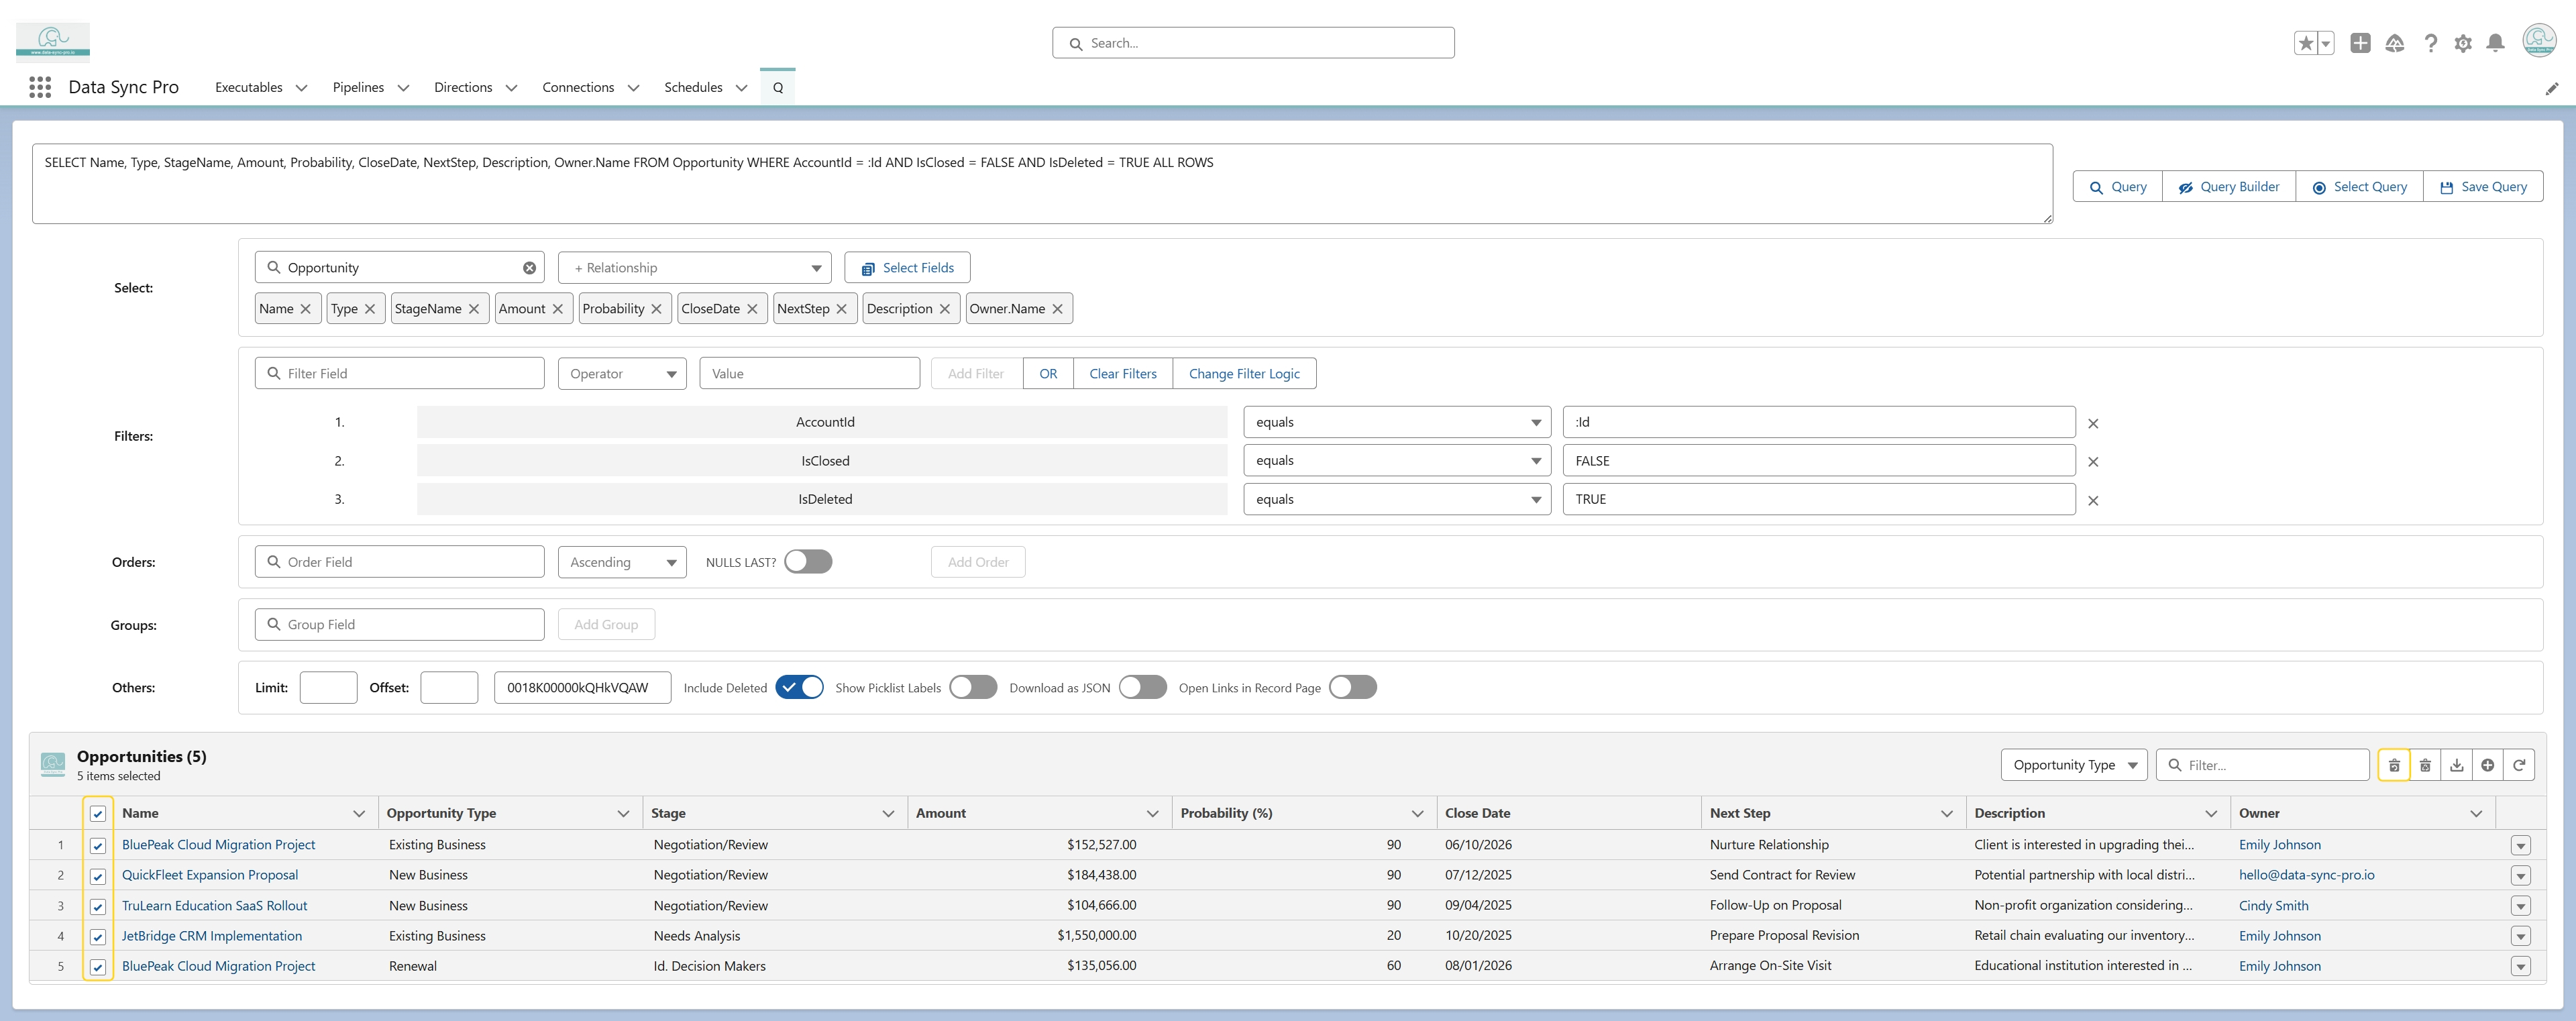 www.data-sync-pro.io
Search...
Data Sync Pro
Data Sync Pro Executables Pipelines Directions Connections Schedules Q
SELECT Name, Type, StageName, Amount, Probability, CloseDate, NextStep, Description, Owner.Name FROM Opportunity WHERE AccountId = :Id AND IsClosed = FALSE AND IsDeleted = TRUE ALL ROWS
Query Query Builder Select Query Save Query
Select:
Opportunity + Relationship Select Fields
Name Type StageName Amount Probability CloseDate NextStep Description Owner.Name
Filters:
Filter Field Operator Value Add Filter OR Clear Filters Change Filter Logic
1. AccountId equals :Id
2. IsClosed equals FALSE
3. IsDeleted equals TRUE
Orders: Order Field Ascending NULLS LAST? Add Order
Groups: Group Field Add Group
Others: Limit: Offset: 0018K00000kQHkVQAW Include Deleted Show Picklist Labels Download as JSON Open Links in Record Page
Opportunities (5)
5 items selected
Opportunity Type Filter...
Name Opportunity Type Stage Amount Probability (%) Close Date Next Step Description Owner
1 BluePeak Cloud Migration Project Existing Business Negotiation/Review $152,527.00 90 06/10/2026 Nurture Relationship Client is interested in upgrading thei... Emily Johnson
2 QuickFleet Expansion Proposal New Business Negotiation/Review $184,438.00 90 07/12/2025 Send Contract for Review Potential partnership with local distri... hello@data-sync-pro.io
3 TruLearn Education SaaS Rollout New Business Negotiation/Review $104,666.00 90 09/04/2025 Follow-Up on Proposal Non-profit organization considering... Cindy Smith
4 JetBridge CRM Implementation Existing Business Needs Analysis $1,550,000.00 20 10/20/2025 Prepare Proposal Revision Retail chain evaluating our inventory... Emily Johnson
5 BluePeak Cloud Migration Project Renewal Id. Decision Makers $135,056.00 60 08/01/2026 Arrange On-Site Visit Educational institution interested in ... Emily Johnson